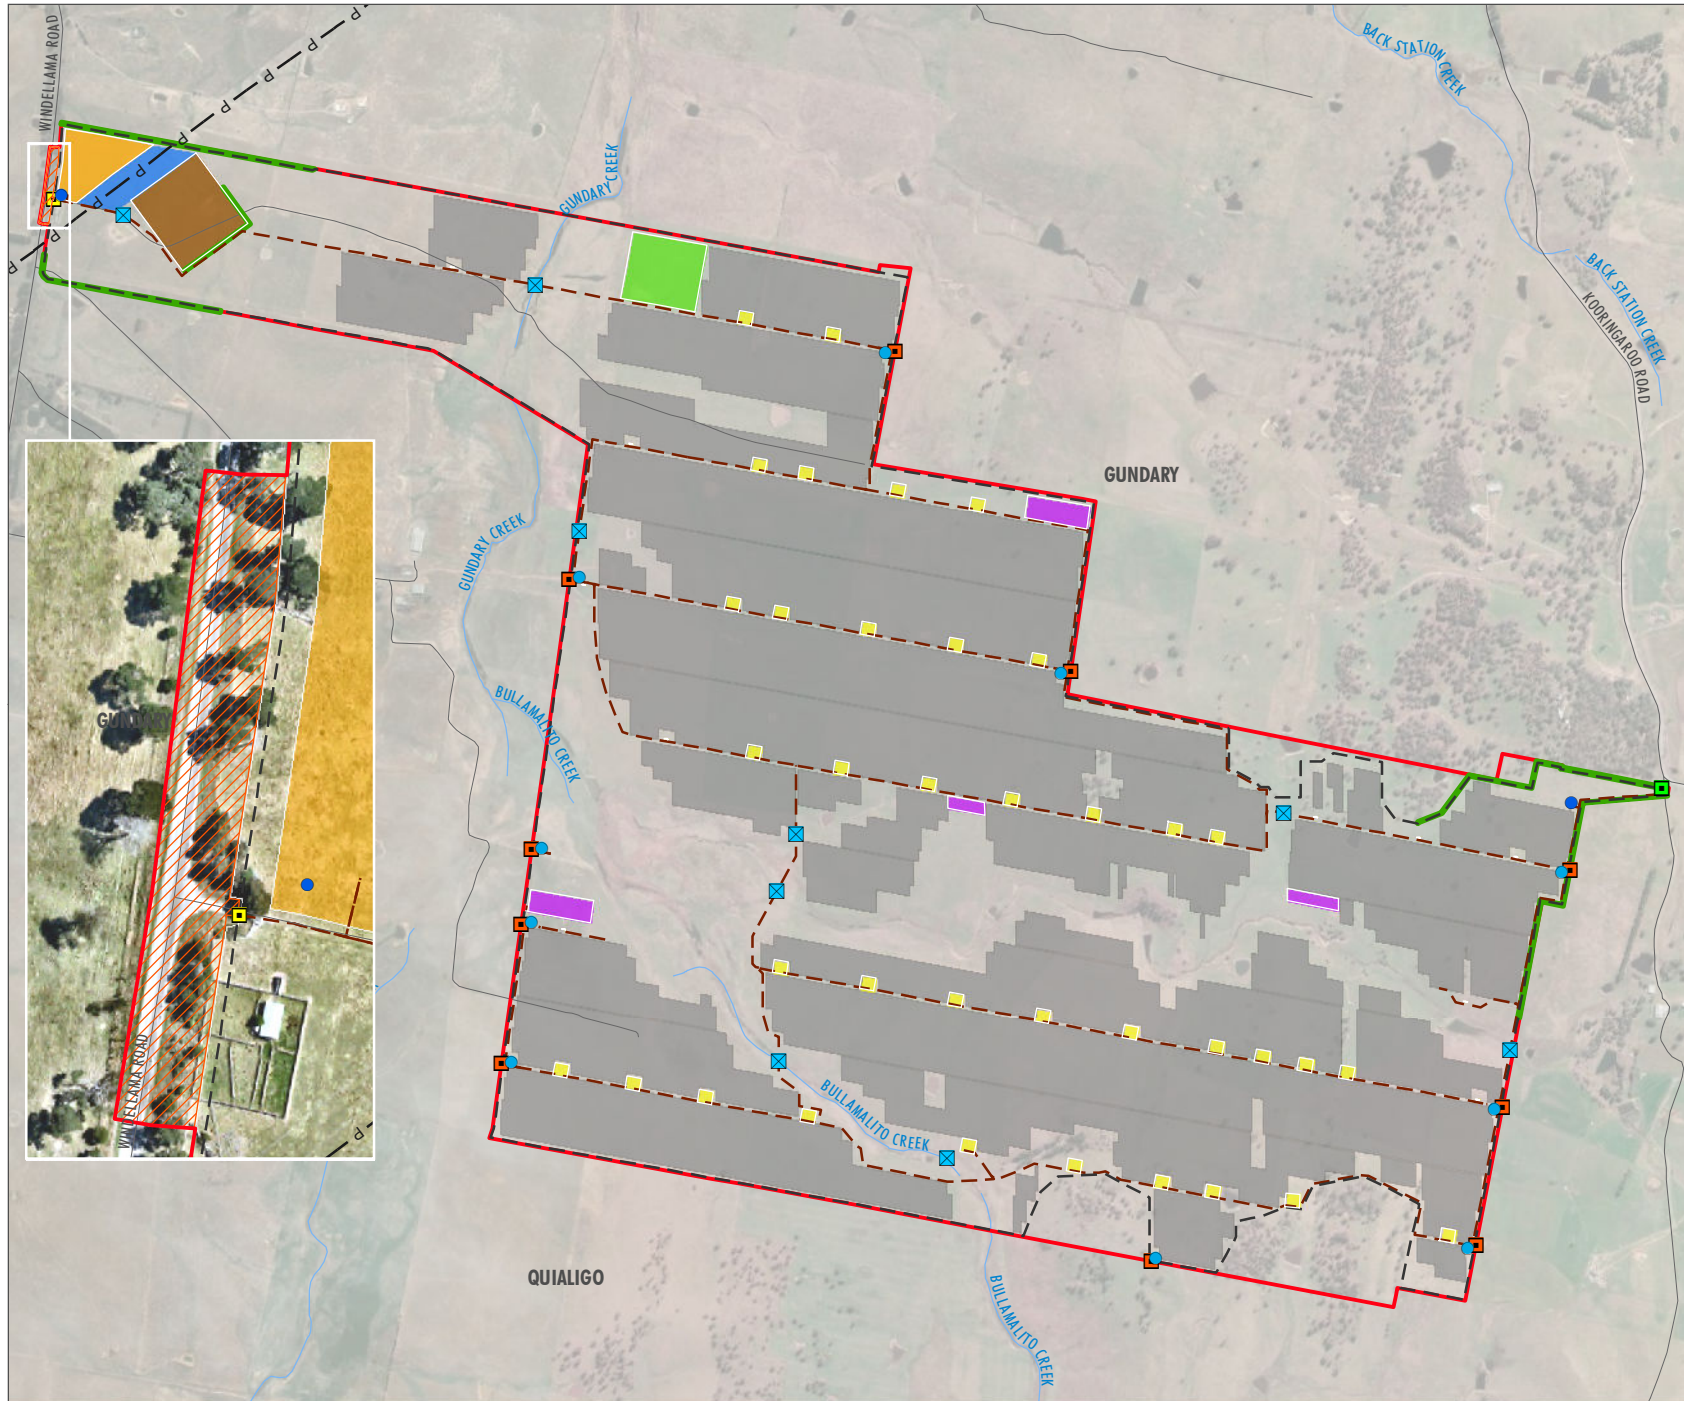 WINDELLAMA ROAD
P
P
P
P
P
P
P
P
P
P
BACK STATION CREEK
GUNDARY CREEK
BACK STATION CREEK
KOORINGAROO ROAD
GUNDARY
GUNDARY CREEK
BULLAMALITO CREEK
GUNDARY
WINDELLAMA ROAD
P
BULLAMALITO CREEK
QUIALIGO
BULLAMALITO CREEK